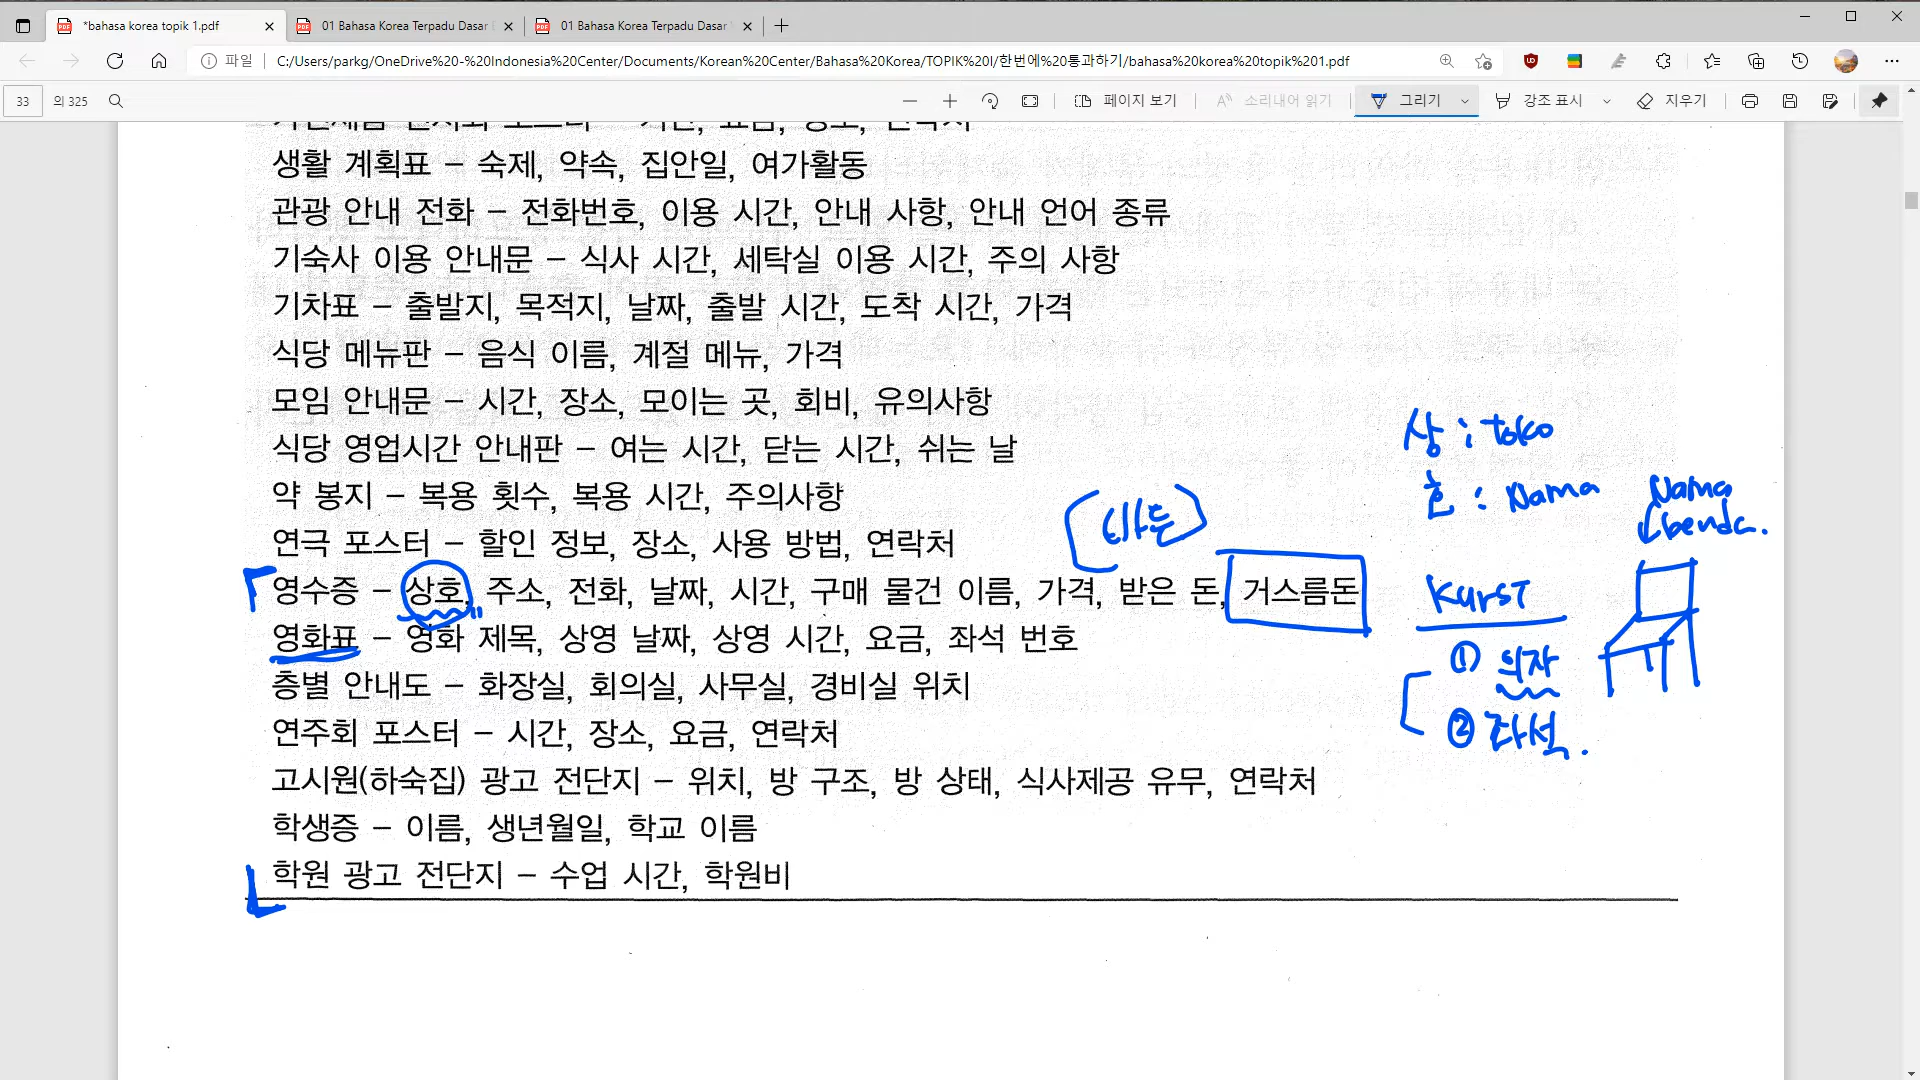 *bahasa korea topik 1.pdf
01 Bahasa Korea Terpadu Dasar
01 Bahasa Korea Terpadu Dasar
파일
C:/Users/parkg/OneDrive%20-%20Indonesia%20Center/Documents/Korean%20Center/Bahasa%20Korea/TOPIK%20I/한번에%20통과하기/bahasa%20korea%20topik%201.pdf
33 의 325
페이지 보기
소리내어 읽기
그리기
강조 표시
지우기
생활 계획표 – 숙제, 약속, 집안일, 여가활동
관광 안내 전화 – 전화번호, 이용 시간, 안내 사항, 안내 언어 종류
기숙사 이용 안내문 – 식사 시간, 세탁실 이용 시간, 주의 사항
기차표 – 출발지, 목적지, 날짜, 출발 시간, 도착 시간, 가격
식당 메뉴판 – 음식 이름, 계절 메뉴, 가격
모임 안내문 – 시간, 장소, 모이는 곳, 회비, 유의사항
식당 영업시간 안내판 – 여는 시간, 닫는 시간, 쉬는 날
약 봉지 – 복용 횟수, 복용 시간, 주의사항
연극 포스터 – 할인 정보, 장소, 사용 방법, 연락처
영수증 – 상호, 주소, 전화, 날짜, 시간, 구매 물건 이름, 가격, 받은 돈, 거스름돈
영화표 – 영화 제목, 상영 날짜, 상영 시간, 요금, 좌석 번호
층별 안내도 – 화장실, 회의실, 사무실, 경비실 위치
연주회 포스터 – 시간, 장소, 요금, 연락처
고시원(하숙집) 광고 전단지 – 위치, 방 구조, 방 상태, 식사제공 유무, 연락처
학생증 – 이름, 생년월일, 학교 이름
학원 광고 전단지 – 수업 시간, 학원비
상 : toko
호 : Nama
Nama
benda.
Kursi
① 의자
② 좌석.